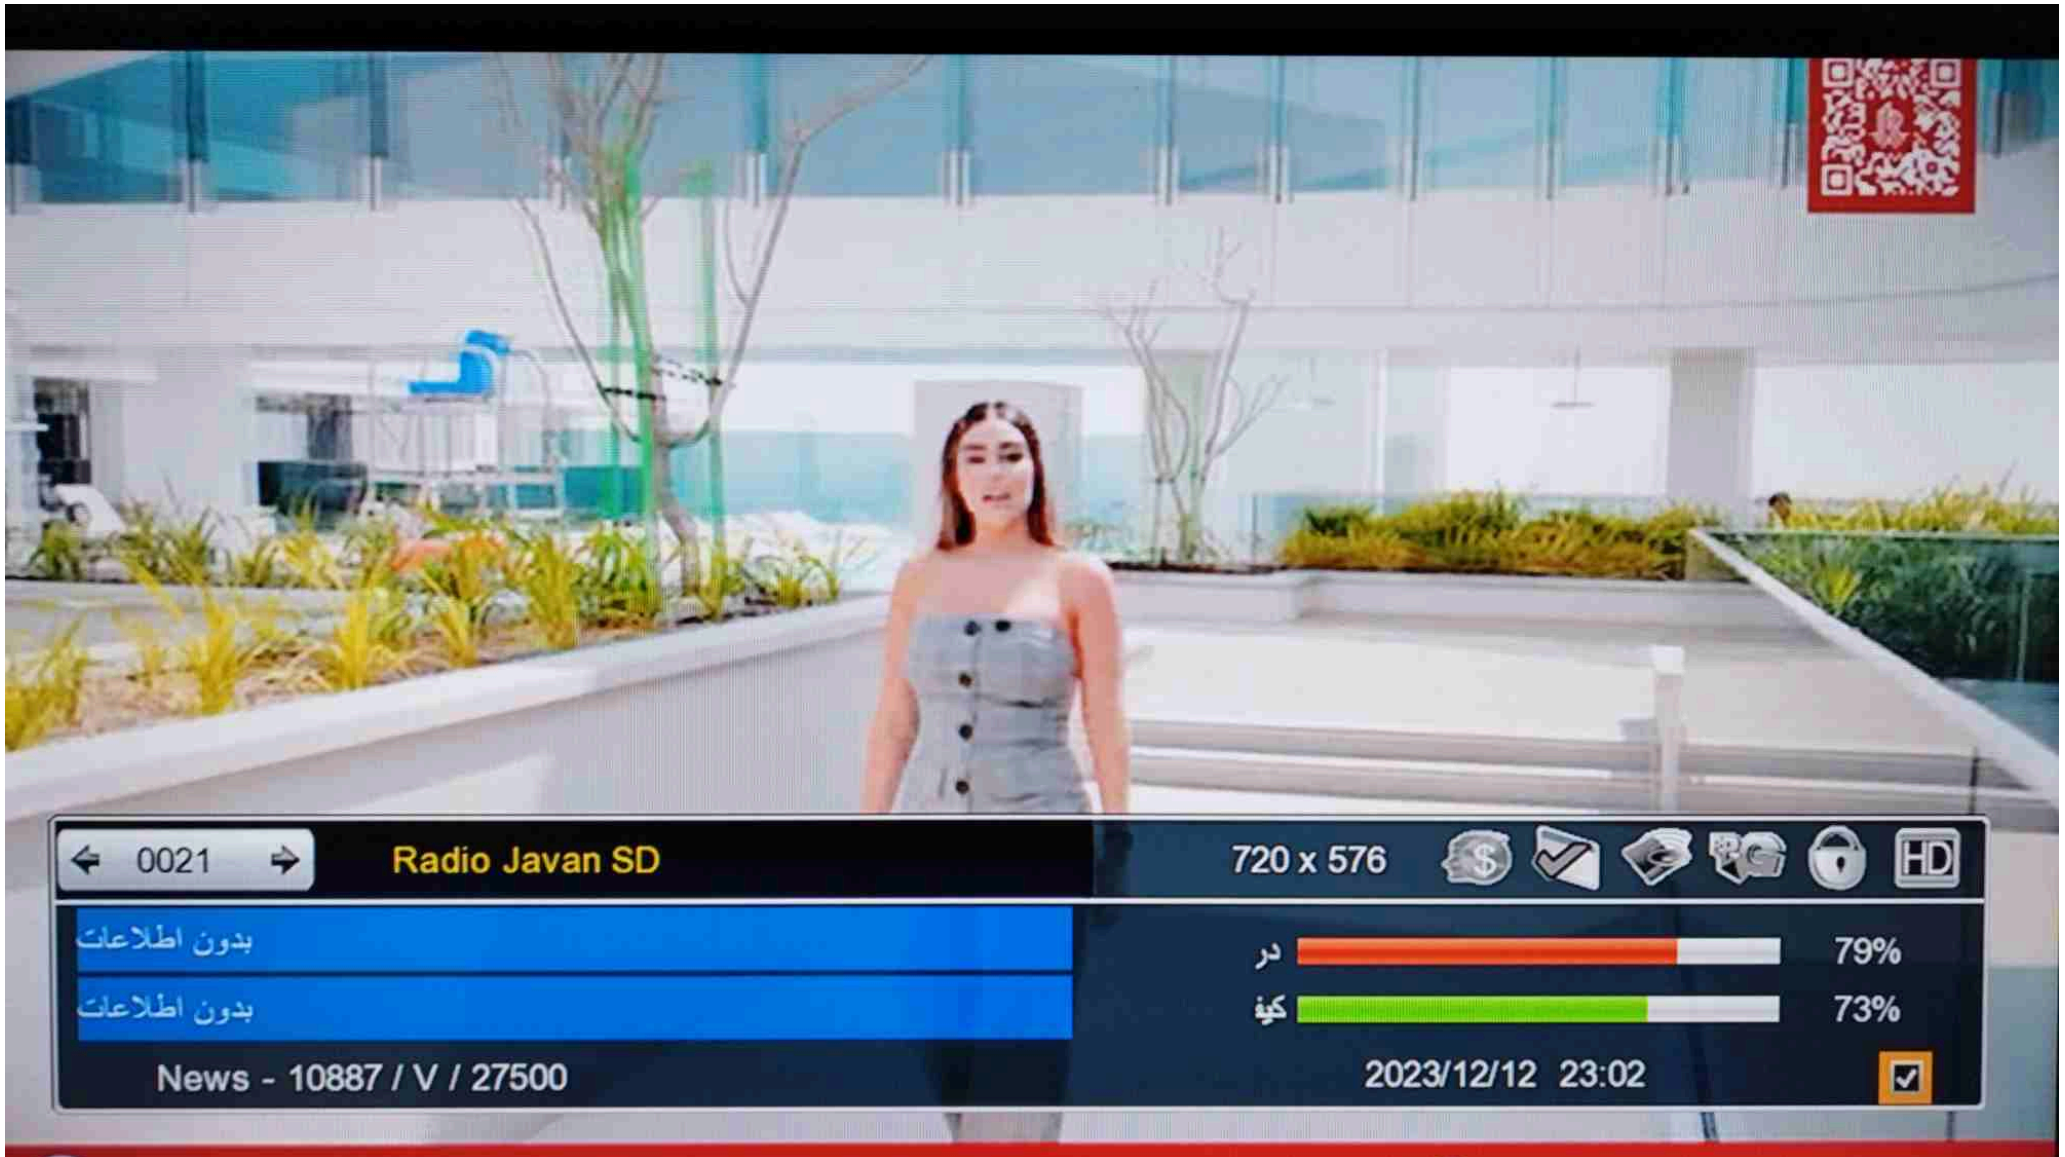 0021
Radio Javan SD
720 x 576
HD
بدون اطلاعات
در
79%
بدون اطلاعات
كيف
73%
News - 10887 / V / 27500
2023/12/12 23:02